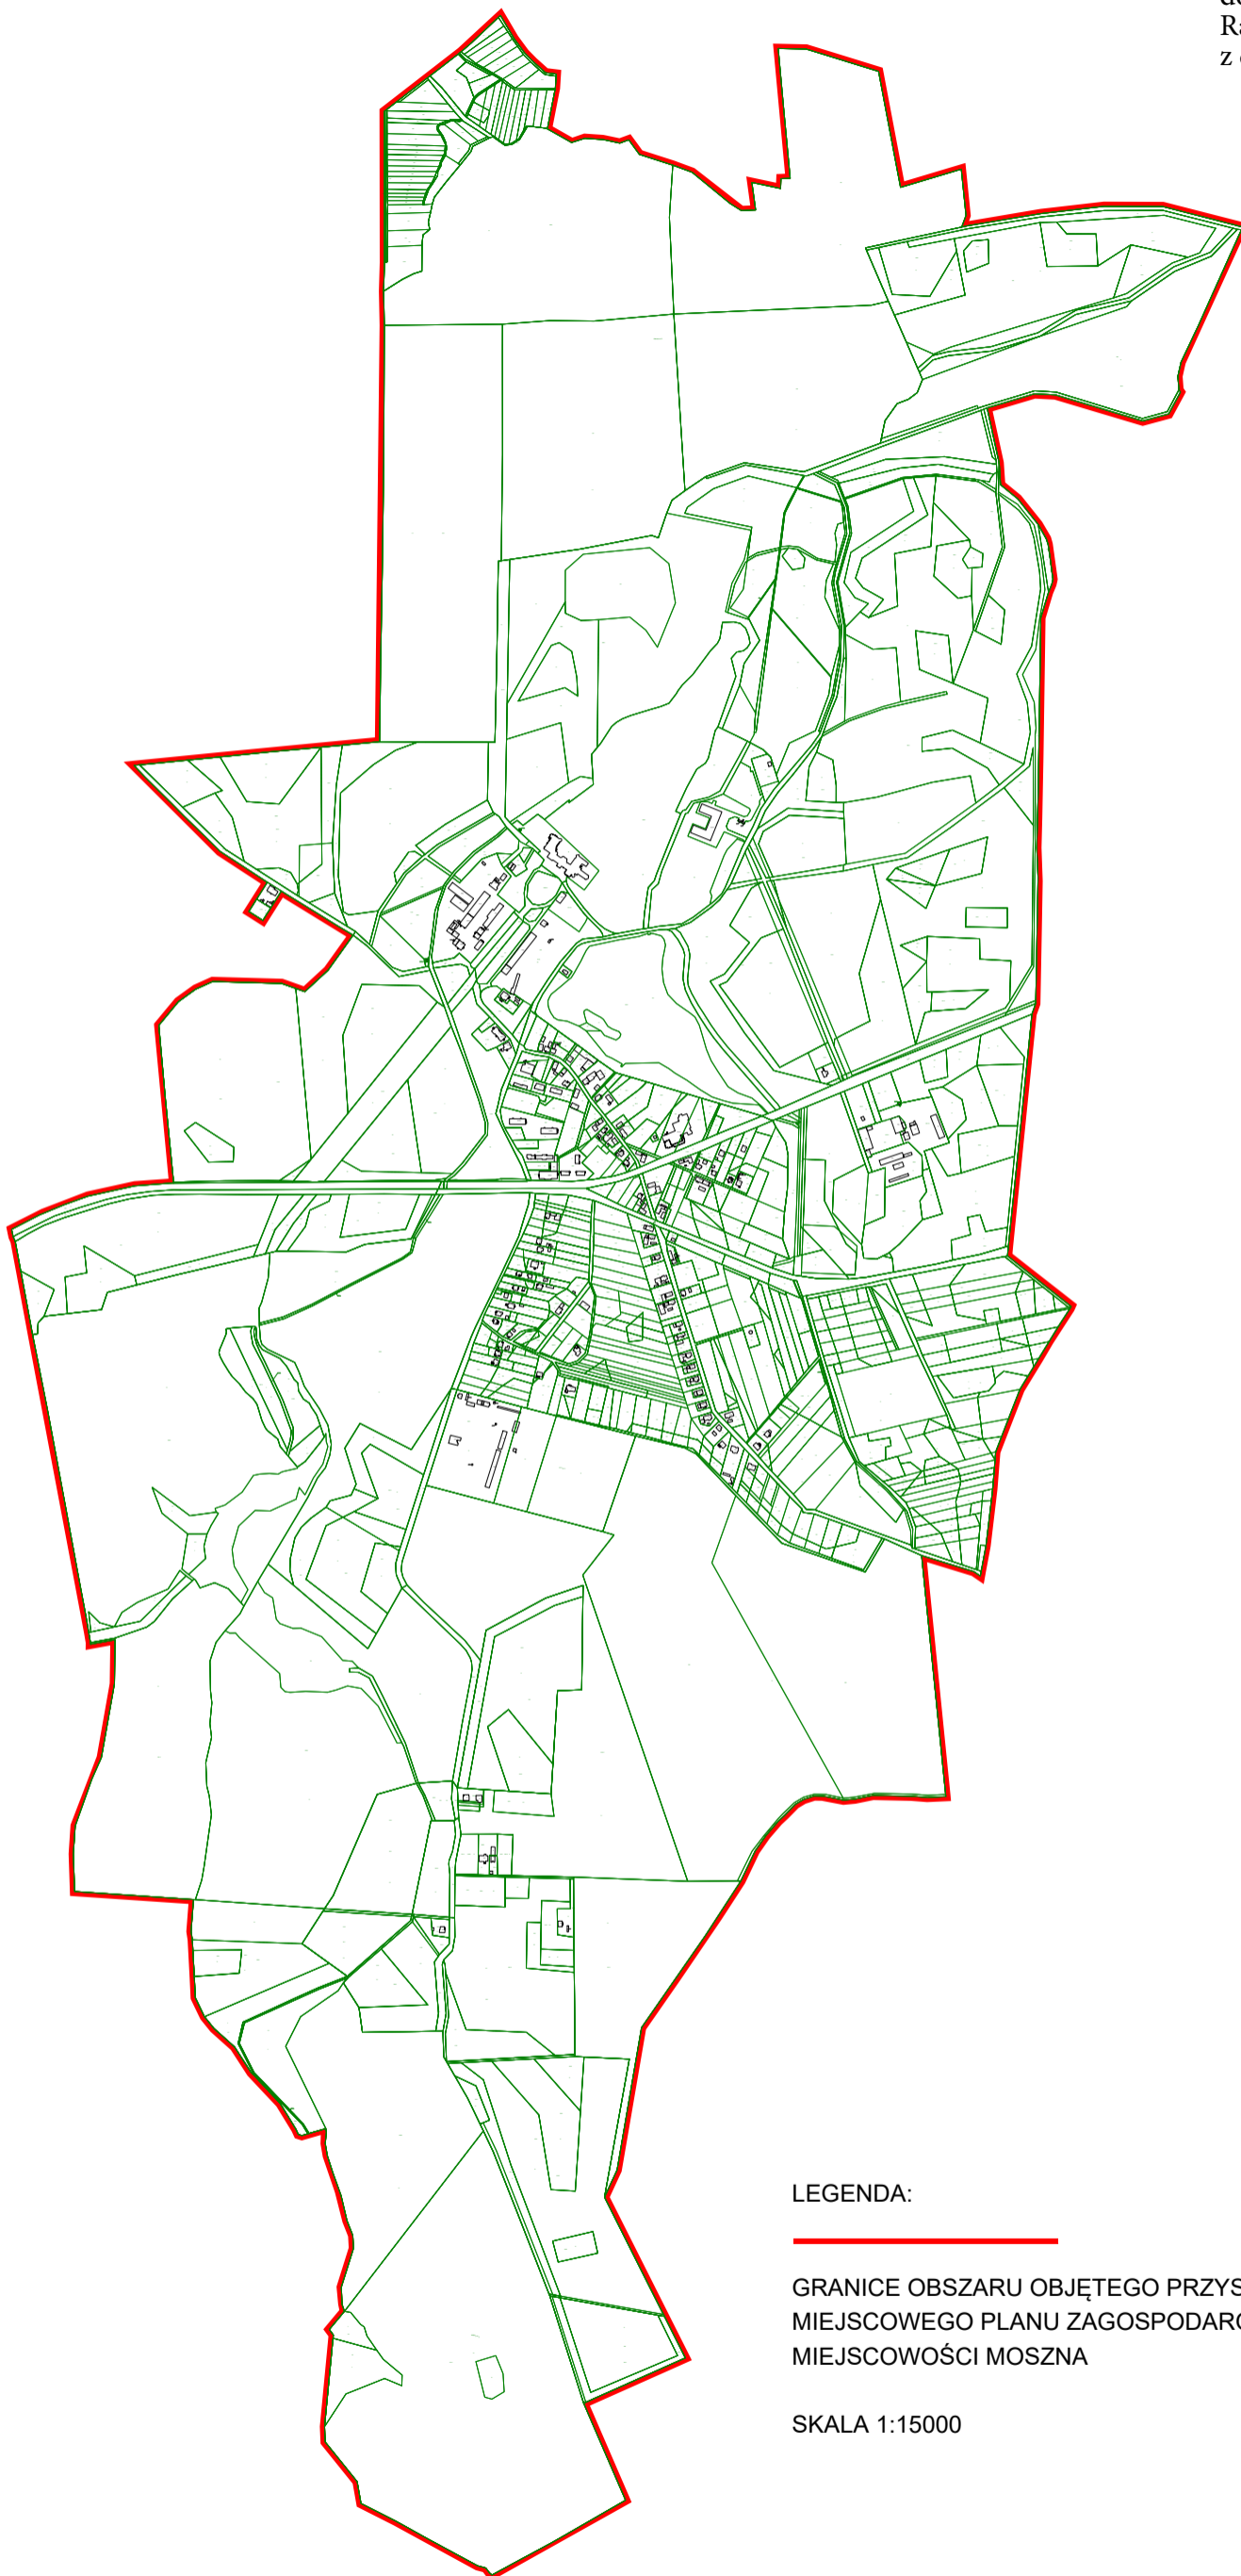 Ra
z
LEGENDA:
GRANICE OBSZARU OBJĘTEGO PRZYS
MIEJSCOWEGO PLANU ZAGOSPODARO
MIEJSCOWOŚCI MOSZNA
SKALA 1:15000